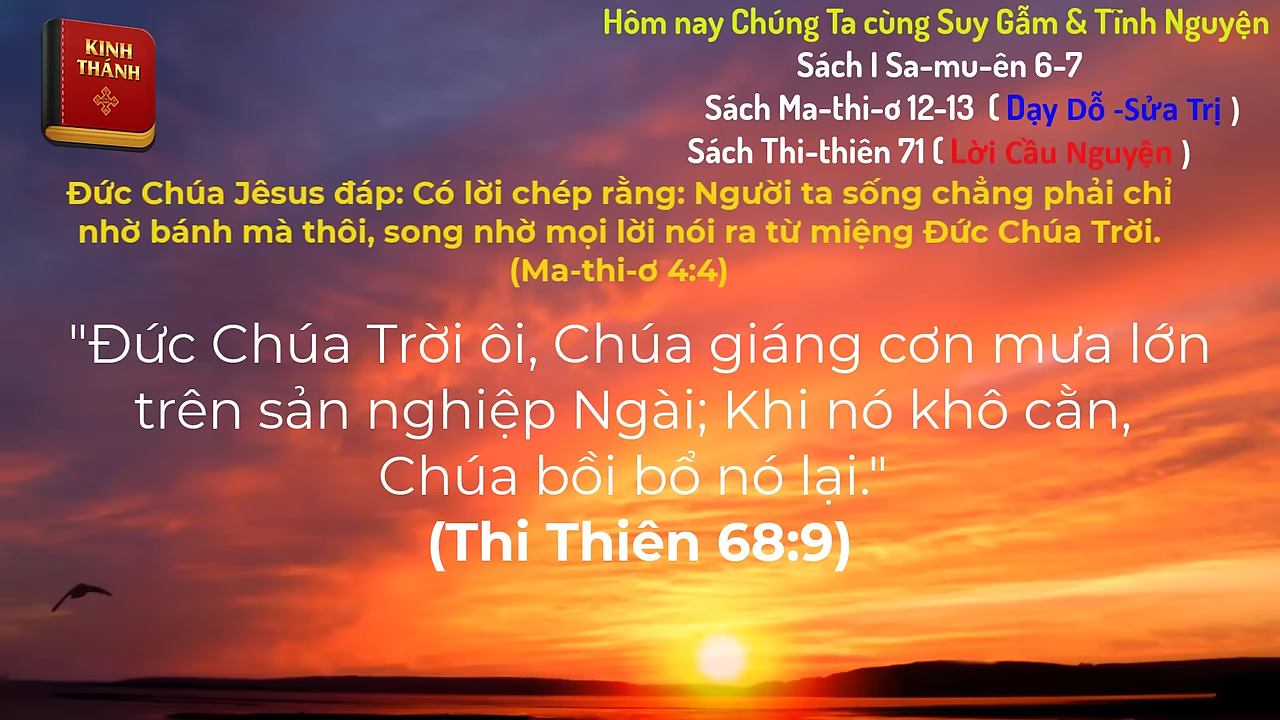 KINH
THÁNH
Hôm nay Chúng Ta cùng Suy Gẫm & Tĩnh Nguyện
Sách I Sa-mu-ên 6-7
Sách Ma-thi-ơ 12-13 ( Dạy Dỗ -Sửa Trị )
Sách Thi-thiên 71 ( Lời Cầu Nguyện )
Đức Chúa Jêsus đáp: Có lời chép rằng: Người ta sống chẳng phải chỉ
nhờ bánh mà thôi, song nhờ mọi lời nói ra từ miệng Đức Chúa Trời.
(Ma-thi-ơ 4:4)
"Đức Chúa Trời ôi, Chúa giáng cơn mưa lớn
trên sản nghiệp Ngài; Khi nó khô cằn,
Chúa bồi bổ nó lại."
(Thi Thiên 68:9)